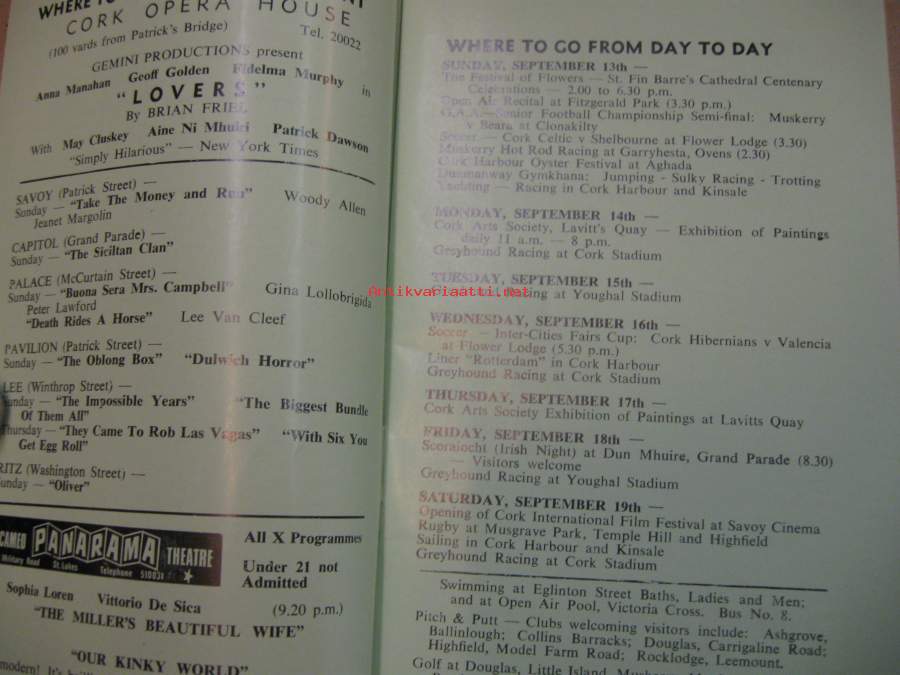 WHERE TO
CORK OPERA HOUSE
(100 yards from Patrick's Bridge) Tel. 20022
GEMINI PRODUCTIONS present
Anna Manahan Geoff Golden Fidelma Murphy in
"LOVERS"
By BRIAN FRIEL
With May Cluskey Aine Ni Mhuiri Patrick Dawson
"Simply Hilarious" — New York Times
SAVOY (Patrick Street) —
Sunday — "Take The Money and Run" Woody Allen
Jeanet Margolin
CAPITOL (Grand Parade) —
Sunday — "The Siciltan Clan"
PALACE (McCurtain Street) —
Sunday — "Buona Sera Mrs. Campbell" Gina Lollobrigida
Peter Lawford
"Death Rides A Horse" Lee Van Cleef
PAVILION (Patrick Street) —
Sunday — "The Oblong Box" "Dulwich Horror"
LEE (Winthrop Street) —
Sunday — "The Impossible Years" "The Biggest Bundle
Of Them All"
Thursday — "They Came To Rob Las Vagas" "With Six You
Get Egg Roll"
RITZ (Washington Street) —
Sunday — "Oliver"
CAMEO PANARAMA THEATRE
Military Road St. Lukes Telephone 51003
All X Programmes
Under 21 not
Admitted
Sophia Loren Vittorio De Sica (9.20 p.m.)
"THE MILLER'S BEAUTIFUL WIFE"
"OUR KINKY WORLD"
modern! It's
WHERE TO GO FROM DAY TO DAY
SUNDAY, SEPTEMBER 13th —
The Festival of Flowers — St. Fin Barre's Cathedral Centenary
Celebrations — 2.00 to 6.30 p.m.
Open Air Recital at Fitzgerald Park (3.30 p.m.)
G.A.A.—Senior Football Championship Semi-final: Muskerry
v Beara at Clonakilty
Soccer — Cork Celtic v Shelbourne at Flower Lodge (3.30)
Muskerry Hot Rod Racing at Garryhesta, Ovens (2.30)
Cork Harbour Oyster Festival at Aghada
Dunmanway Gymkhana: Jumping - Sulky Racing - Trotting
Yachting — Racing in Cork Harbour and Kinsale
MONDAY, SEPTEMBER 14th —
Cork Arts Society, Lavitt's Quay — Exhibition of Paintings
daily 11 a.m. — 8 p.m.
Greyhound Racing at Cork Stadium
TUESDAY, SEPTEMBER 15th —
Greyhound Racing at Youghal Stadium
Antikvariaatti.net
WEDNESDAY, SEPTEMBER 16th —
Soccer — Inter-Cities Fairs Cup: Cork Hibernians v Valencia
at Flower Lodge (5.30 p.m.)
Liner "Rotterdam" in Cork Harbour
Greyhound Racing at Cork Stadium
THURSDAY, SEPTEMBER 17th —
Cork Arts Society Exhibition of Paintings at Lavitts Quay
FRIDAY, SEPTEMBER 18th —
Scoraiocht (Irish Night) at Dun Mhuire, Grand Parade (8.30)
— Visitors welcome
Greyhound Racing at Youghal Stadium
SATURDAY, SEPTEMBER 19th —
Opening of Cork International Film Festival at Savoy Cinema
Rugby at Musgrave Park, Temple Hill and Highfield
Sailing in Cork Harbour and Kinsale
Greyhound Racing at Cork Stadium
Swimming at Eglinton Street Baths, Ladies and Men;
and at Open Air Pool, Victoria Cross. Bus No. 8.
Pitch & Putt — Clubs welcoming visitors include: Ashgrove,
Ballinlough; Collins Barracks; Douglas, Carrigaline Road;
Highfield, Model Farm Road; Rocklodge, Leemount.
Golf at Douglas, Little Island,